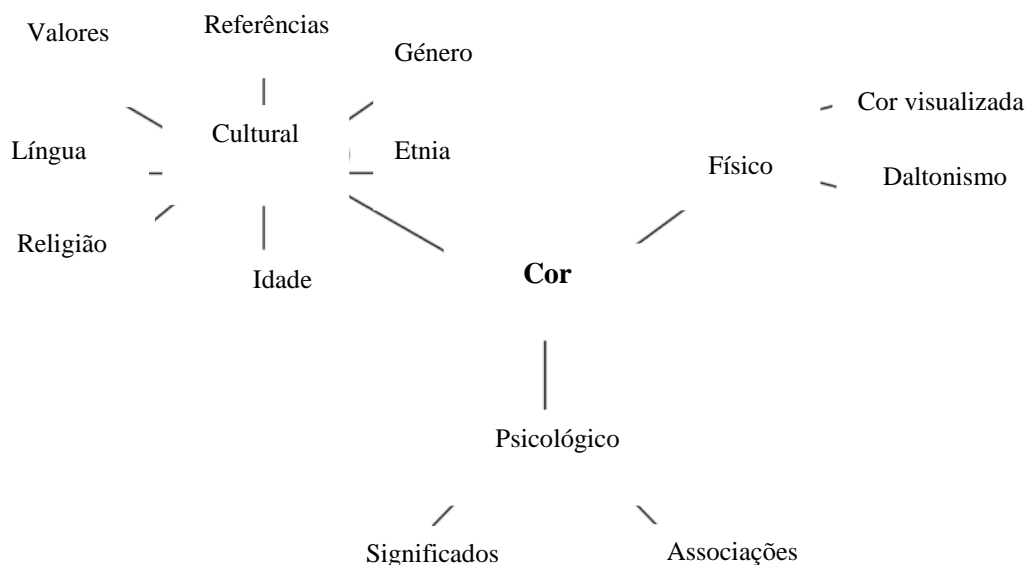 Valores
Referências
Género
Cultural
Língua
Etnia
Religião
Idade
Cor visualizada
Físico
Daltonismo
Cor
Psicológico
Significados
Associações